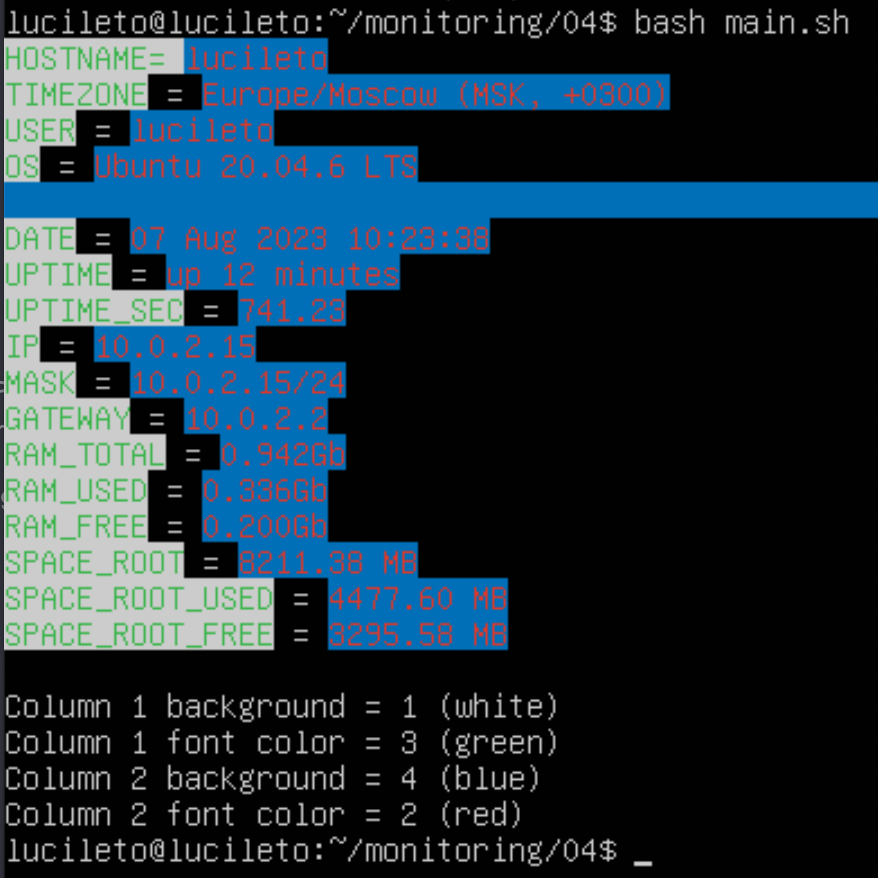 lucileto@lucileto:~/monitoring/04$ bash main.sh
HOSTNAME= lucileto
TIMEZONE = Europe/Moscow (MSK, +0300)
USER = lucileto
OS = Ubuntu 20.04.6 LTS
DATE = 07 Aug 2023 10:23:38
UPTIME = up 12 minutes
UPTIME_SEC = 741.23
IP = 10.0.2.15
MASK = 10.0.2.15/24
GATEWAY = 10.0.2.2
RAM_TOTAL = 0.942Gb
RAM_USED = 0.336Gb
RAM_FREE = 0.200Gb
SPACE_ROOT = 8211.38 MB
SPACE_ROOT_USED = 4477.60 MB
SPACE_ROOT_FREE = 3295.58 MB
Column 1 background = 1 (white)
Column 1 font color = 3 (green)
Column 2 background = 4 (blue)
Column 2 font color = 2 (red)
lucileto@lucileto:~/monitoring/04$ _